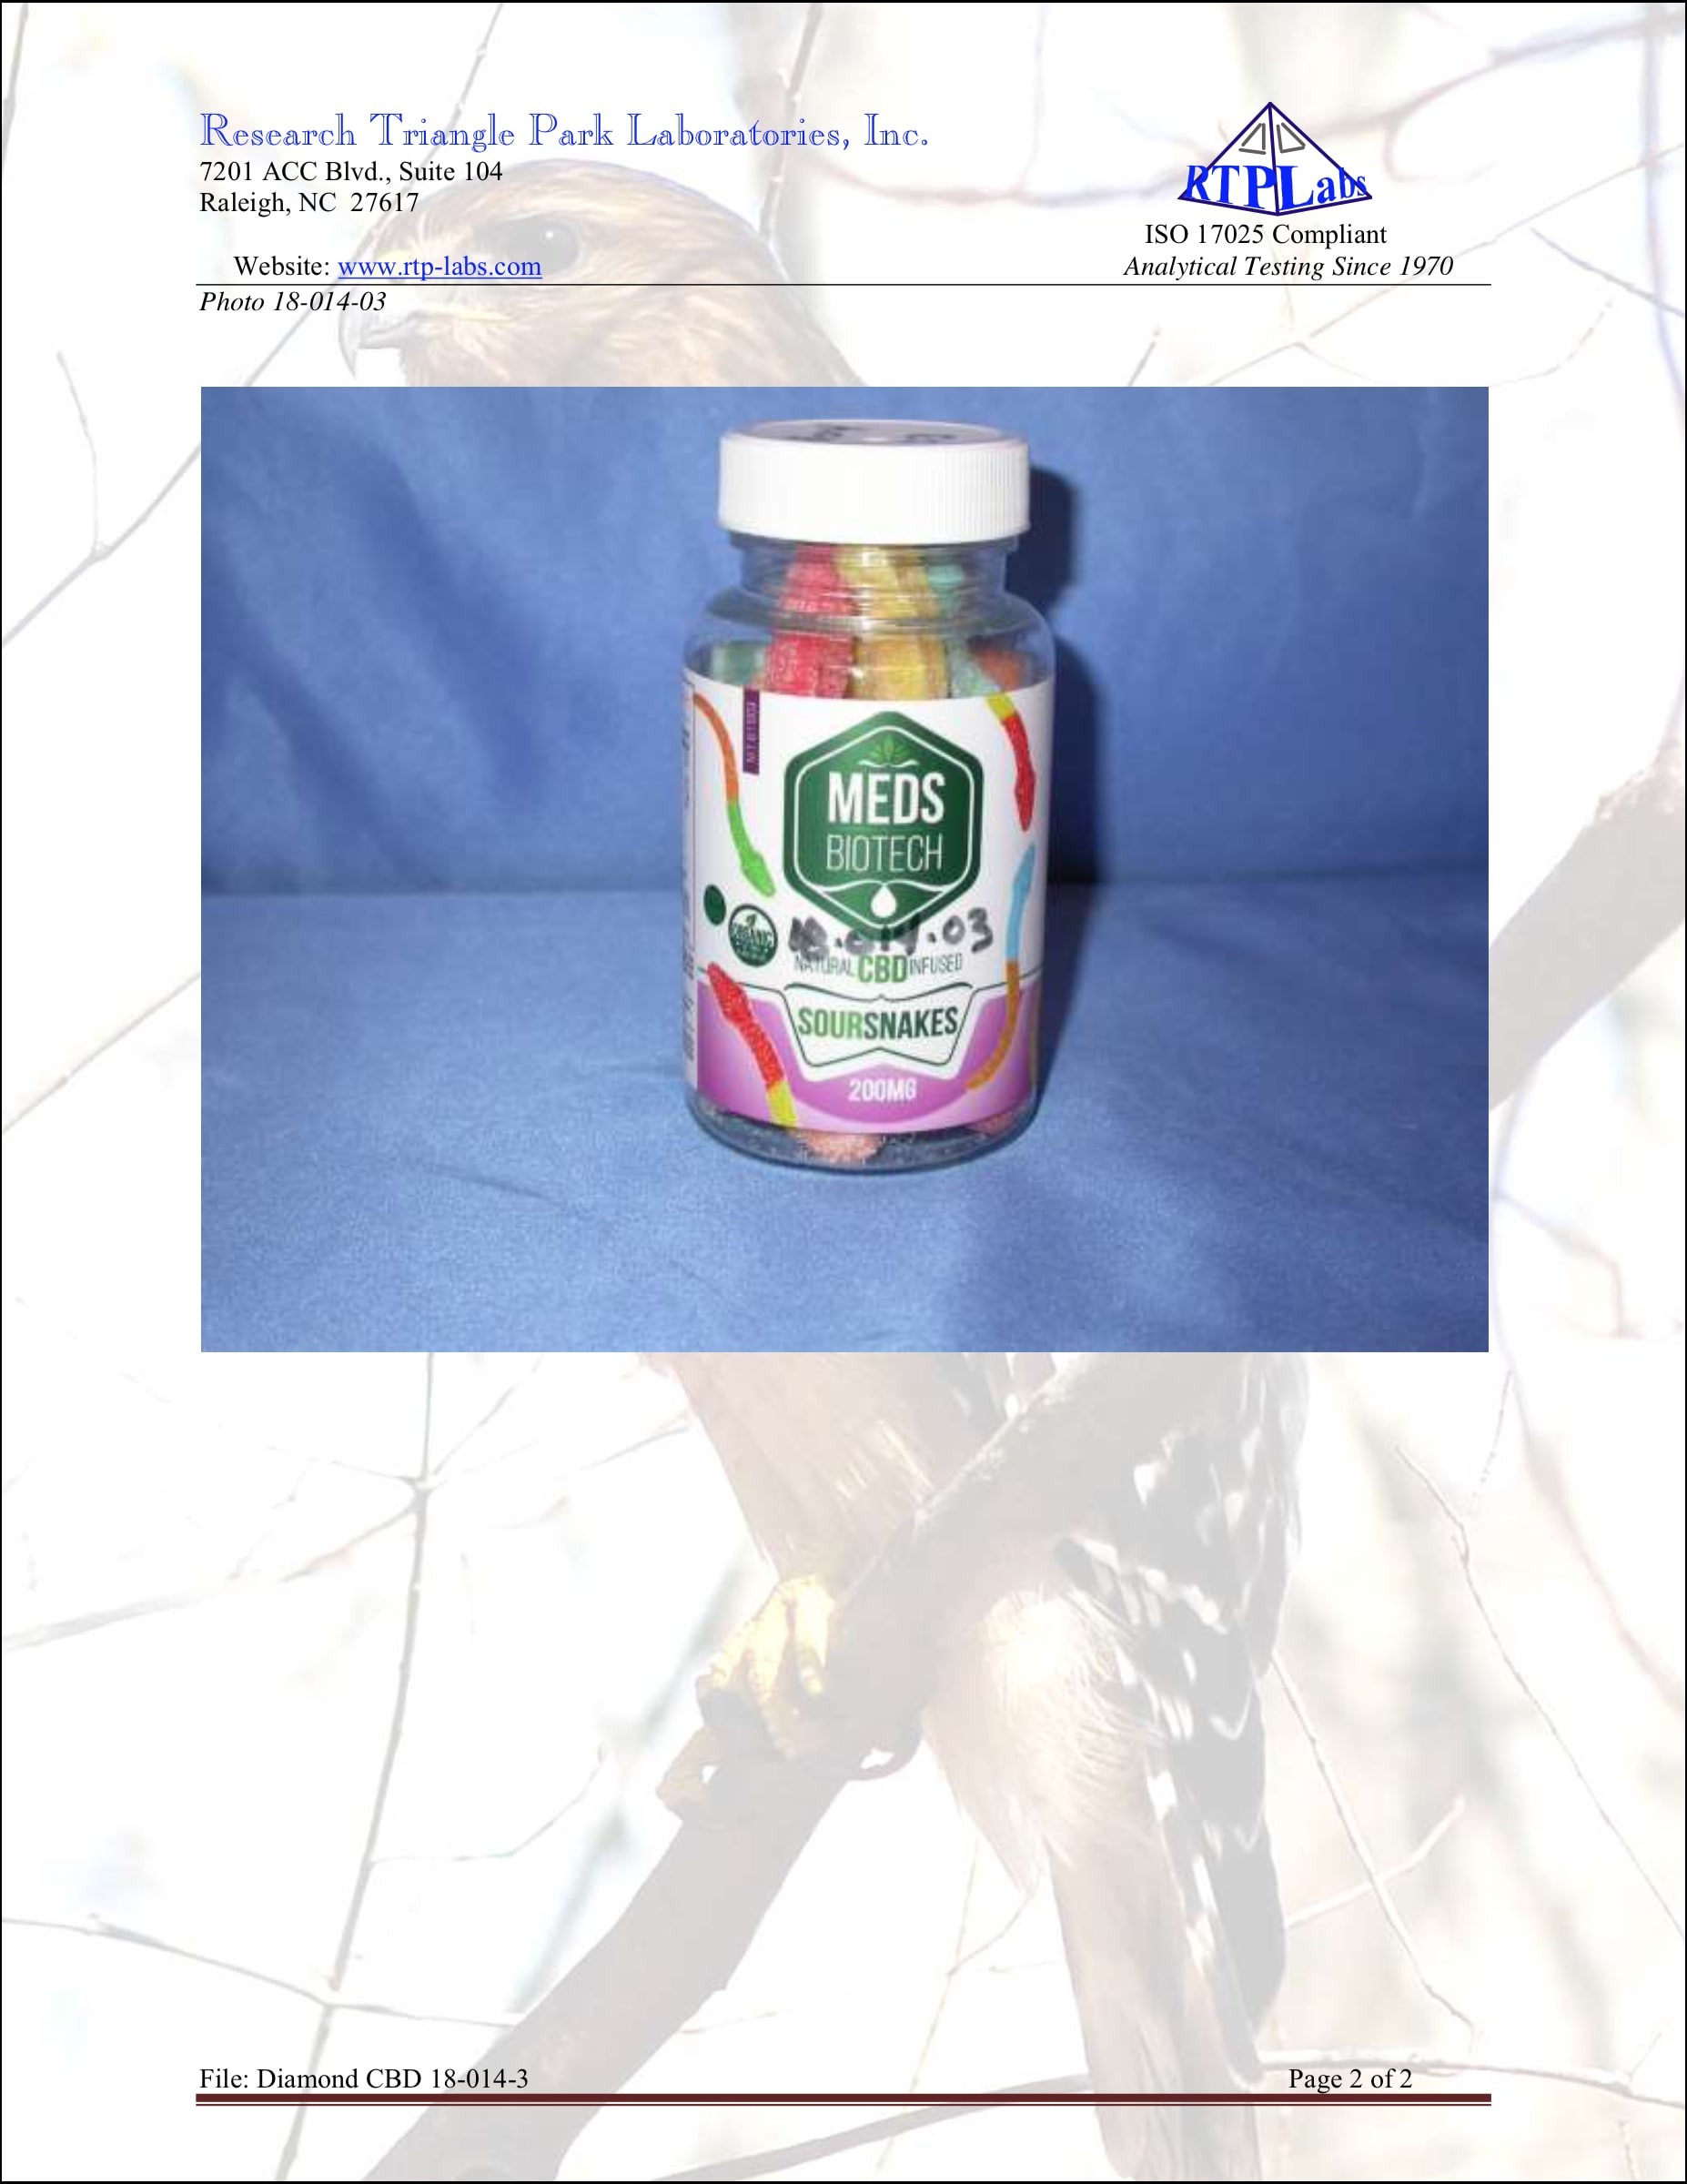 Research Triangle Park Laboratories, Inc.
7201 ACC Blvd., Suite 104
Raleigh, NC 27617
Website: www.rtp-labs.com
RTPLabs
ISO 17025 Compliant
Analytical Testing Since 1970
Photo 18-014-03
MEDS
BIOTECH
ORGANIC
18-014-03
NATURAL CBD INFUSED
SOURSNAKES
200MG
File: Diamond CBD 18-014-3
Page 2 of 2